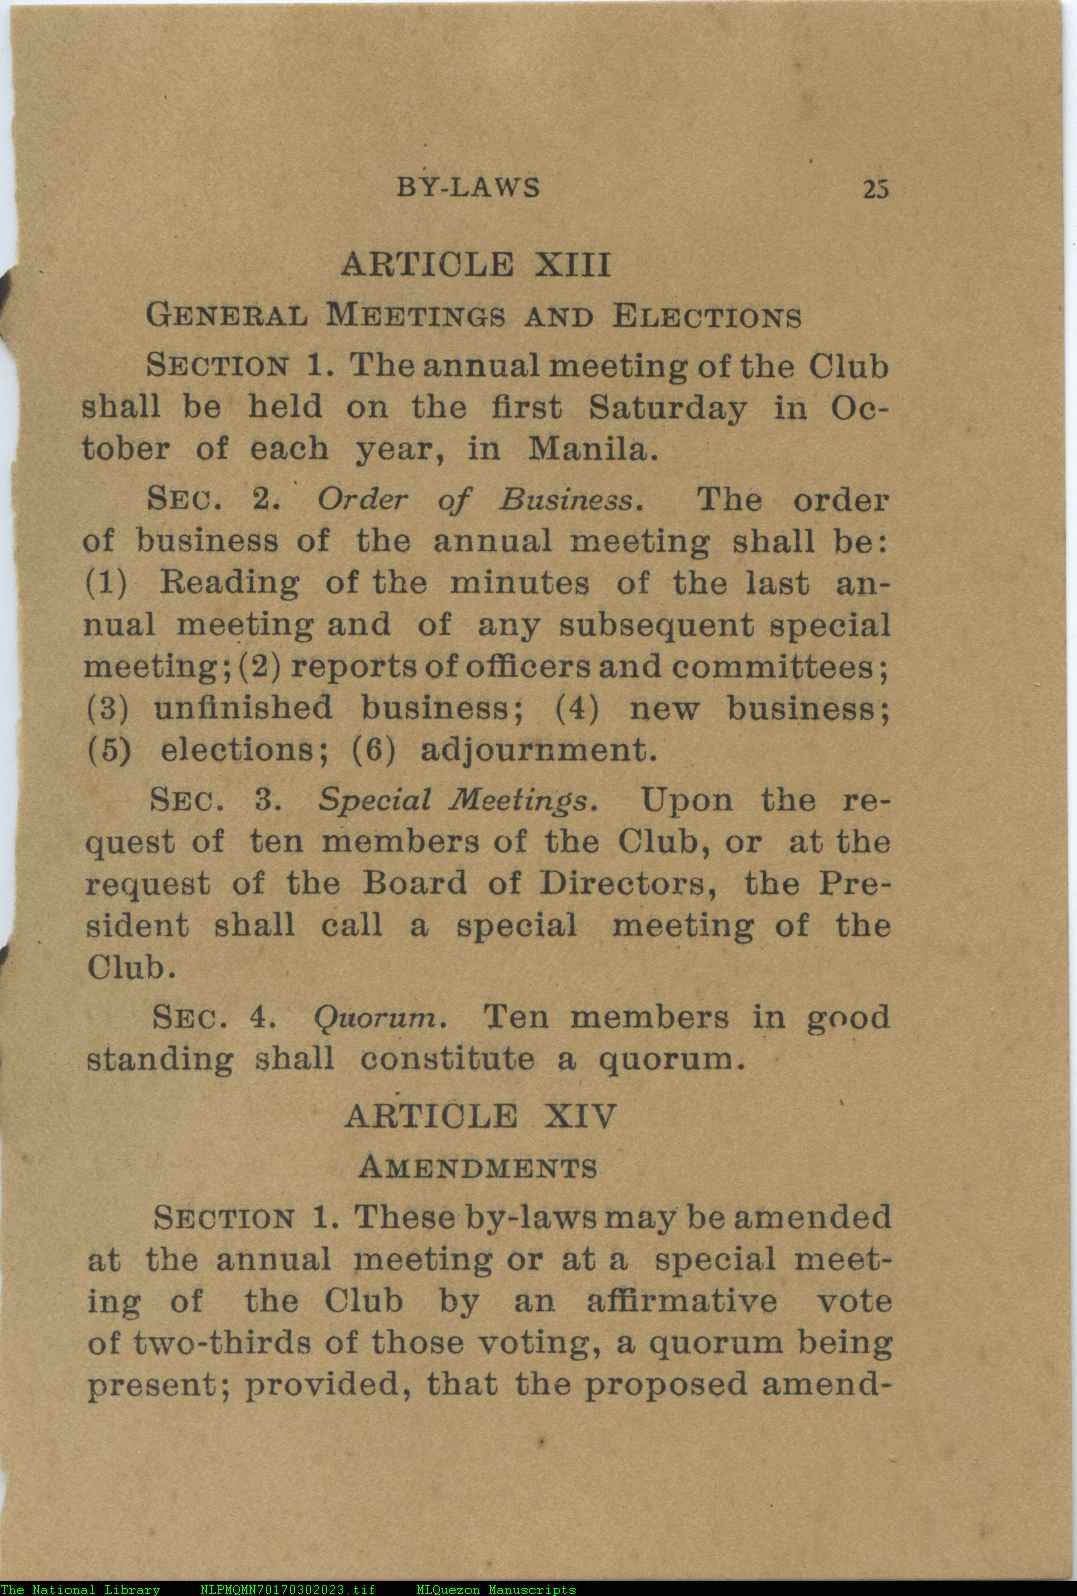 BY-LAWS 25
ARTICLE XIII
GENERAL MEETINGS AND ELECTIONS
SECTION 1. The annual meeting of the Club
shall be held on the first Saturday in Oc-
tober of each year, in Manila.
SEC. 2. Order of Business. The order
of business of the annual meeting shall be:
(1) Reading of the minutes of the last an-
nual meeting and of any subsequent special
meeting; (2) reports of officers and committees;
(3) unfinished business; (4) new business;
(5) elections; (6) adjournment.
SEC. 3. Special Meetings. Upon the re-
quest of ten members of the Club, or at the
request of the Board of Directors, the Pre-
sident shall call a special meeting of the
Club.
SEC. 4. Quorum. Ten members in good
standing shall constitute a quorum.
ARTICLE XIV
AMENDMENTS
SECTION 1. These by-laws may be amended
at the annual meeting or at a special meet-
ing of the Club by an affirmative vote
of two-thirds of those voting, a quorum being
present; provided, that the proposed amend-
The National Library NLPMQMN70170302023.tif MLQuezon Manuscripts